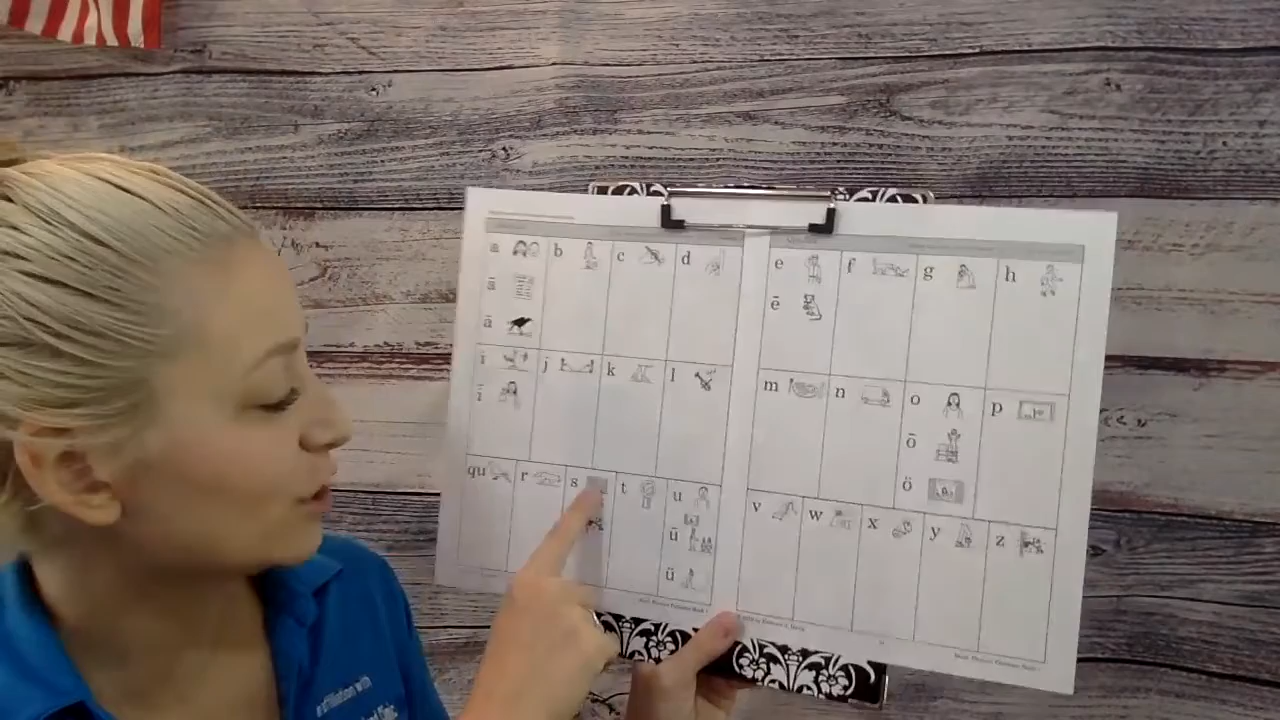 a b c d
ā
ä
i j k l
ī
qu r s t u
ū
ü
e f g h
ē
m n o p
ō
ö
v w x y z